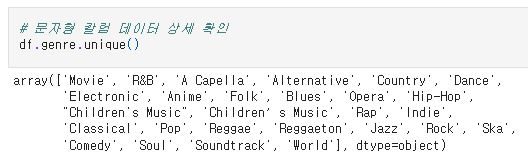 # 문자형 칼럼 데이터 상세 확인
df.genre.unique()
array(['Movie', 'R&B', 'A Capella', 'Alternative', 'Country', 'Dance',
'Electronic', 'Anime', 'Folk', 'Blues', 'Opera', 'Hip-Hop',
"Children's Music", 'Children’s Music', 'Rap', 'Indie',
'Classical', 'Pop', 'Reggae', 'Reggaeton', 'Jazz', 'Rock', 'Ska',
'Comedy', 'Soul', 'Soundtrack', 'World'], dtype=object)